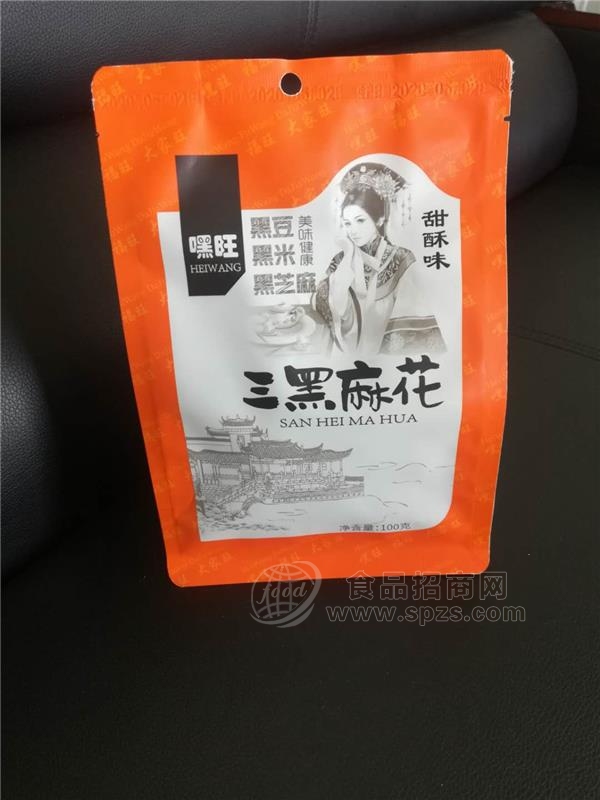 嘿旺
HEIWANG
黑豆
黑米
黑芝麻
美味健康
甜酥味
三黑麻花
SAN HEI MA HUA
净含量:100克
food
食品招商网
www.spzs.com